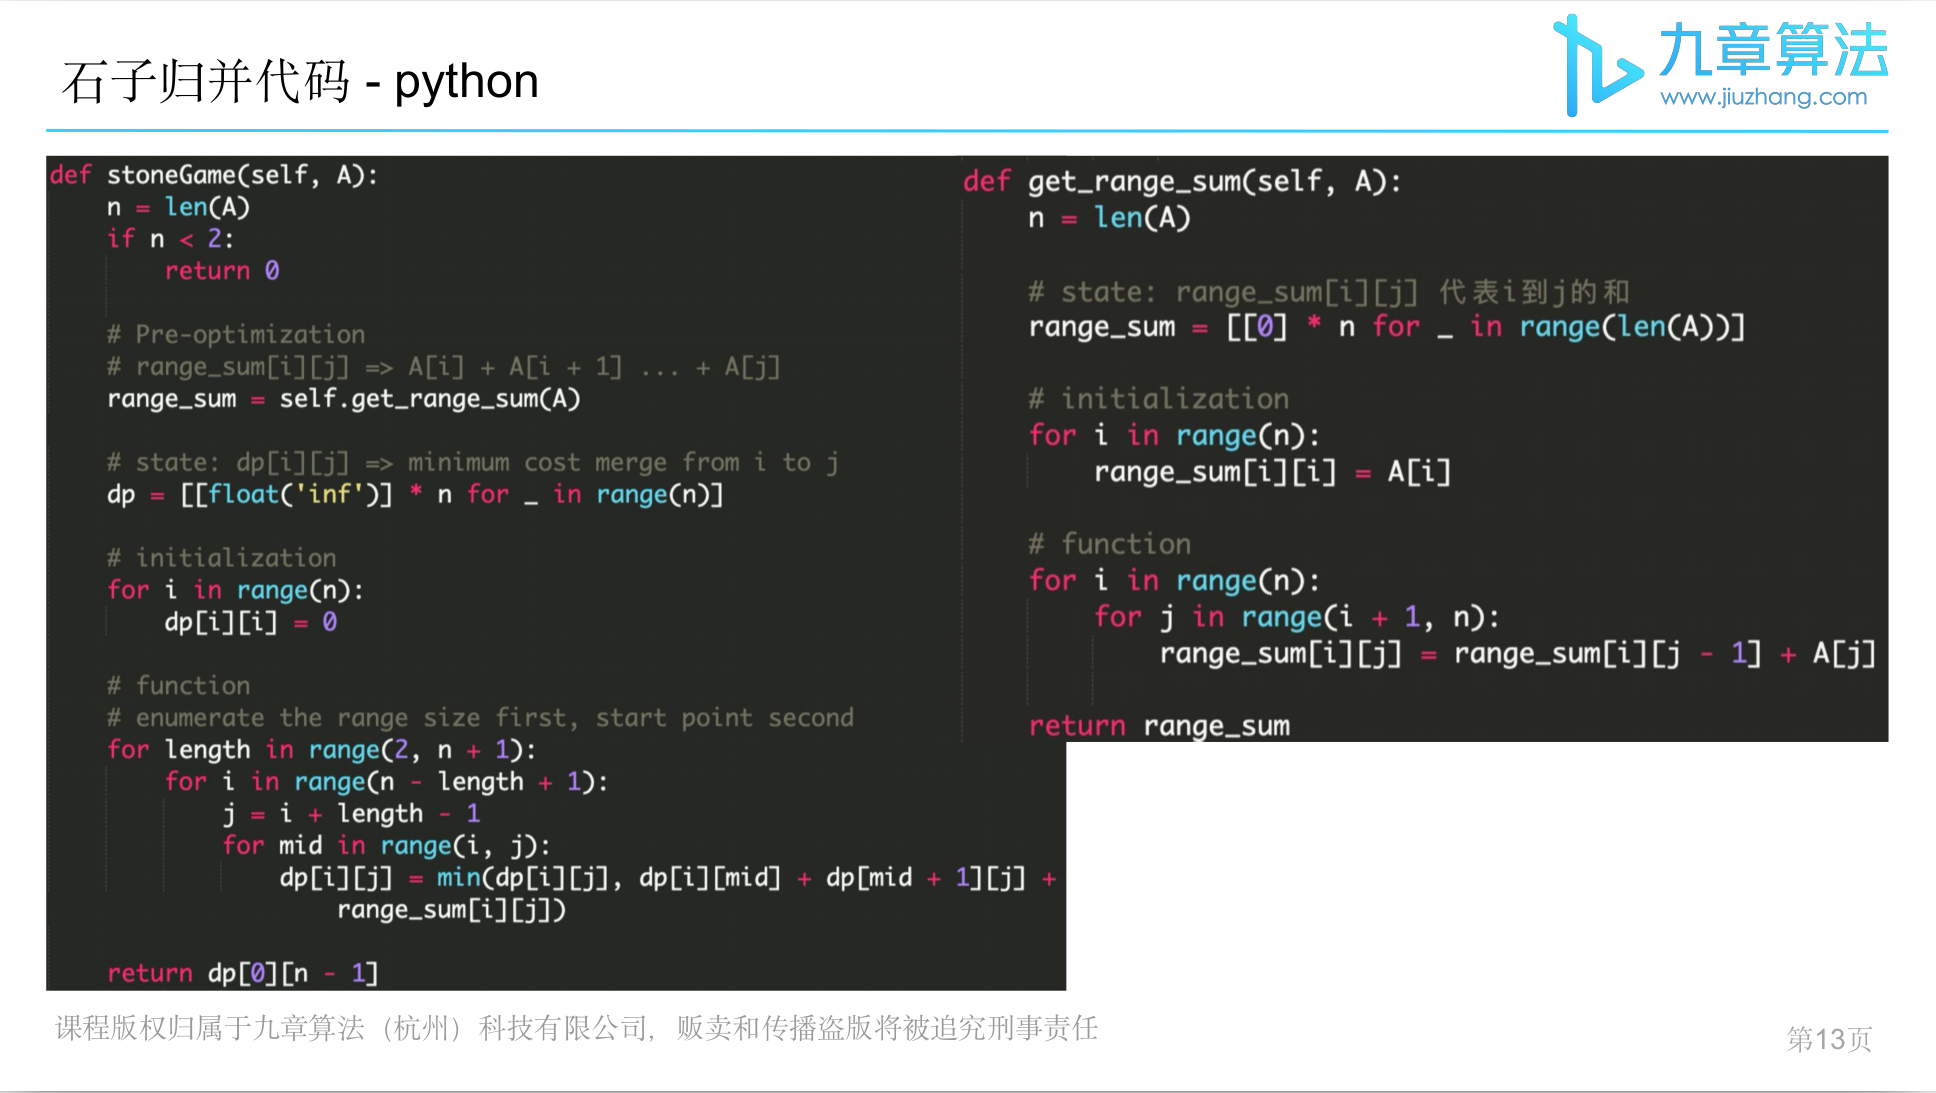 石子归并代码 - python
九章算法
www.jiuzhang.com
def stoneGame(self, A):
    n = len(A)
    if n < 2:
        return 0
    # Pre-optimization
    # range_sum[i][j] => A[i] + A[i + 1] ... + A[j]
    range_sum = self.get_range_sum(A)
    # state: dp[i][j] => minimum cost merge from i to j
    dp = [[float('inf')] * n for _ in range(n)]
    # initialization
    for i in range(n):
        dp[i][i] = 0
    # function
    # enumerate the range size first, start point second
    for length in range(2, n + 1):
        for i in range(n - length + 1):
            j = i + length - 1
            for mid in range(i, j):
                dp[i][j] = min(dp[i][j], dp[i][mid] + dp[mid + 1][j] +
                    range_sum[i][j])
    return dp[0][n - 1]
def get_range_sum(self, A):
    n = len(A)
    # state: range_sum[i][j] 代表i到j的和
    range_sum = [[0] * n for _ in range(len(A))]
    # initialization
    for i in range(n):
        range_sum[i][i] = A[i]
    # function
    for i in range(n):
        for j in range(i + 1, n):
            range_sum[i][j] = range_sum[i][j - 1] + A[j]
    return range_sum
课程版权归属于九章算法（杭州）科技有限公司，贩卖和传播盗版将被追究刑事责任
第13页